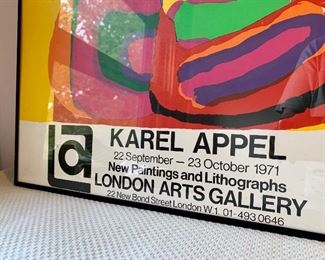 KAREL APPEL
22 September – 23 October 1971
New Paintings and Lithographs
LONDON ARTS GALLERY
22 New Bond Street London W.1. 01-493 0646